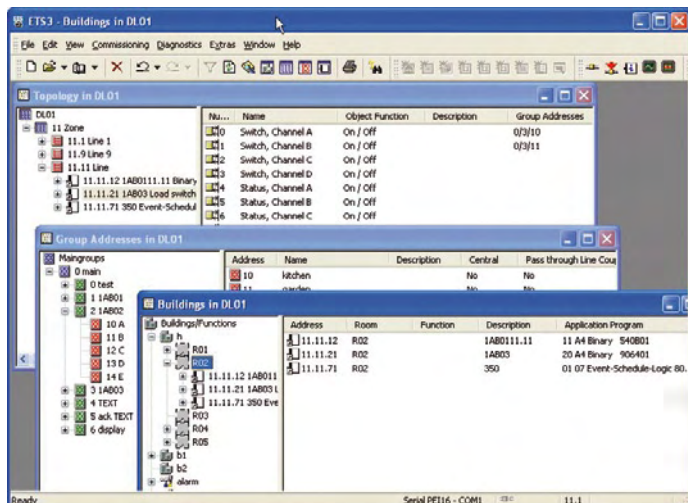 ETS3 - Buildings in DL01
File Edit View Commissioning Diagnostics Extras Window Help
Topology in DL01
DL01
11 Zone
11.1 Line 1
11.9 Line 9
11.11 Line
11.11.12 1AB0111.11 Binary
11.11.21 1AB03 Load switch
11.11.71 350 Event-Schedul
Nu... Name Object Function Description Group Addresses
0 Switch, Channel A On / Off 0/3/10
1 Switch, Channel B On / Off 0/3/11
2 Switch, Channel C On / Off
3 Switch, Channel D On / Off
4 Status, Channel A On / Off
5 Status, Channel B On / Off
6 Status, Channel C On / Off
Group Addresses in DL01
Maingroups
0 main
0 test
1 1AB01
2 1AB02
10 A
11 B
12 C
13 D
14 E
3 1AB03
4 TEXT
5 ack TEXT
6 display
Address Name Description Central Pass through Line Coup
10 kitchen No No
11 garden No No
Buildings in DL01
Buildings/Functions
h
R01
R02
11.11.12 1AB011
11.11.21 1AB03 L
11.11.71 350 Eve
R03
R04
R05
b1
b2
alarm
Address Room Function Description Application Program
11.11.12 R02 1AB0111.11 11 A4 Binary 540B01
11.11.21 R02 1AB03 20 A4 Binary 906401
11.11.71 R02 350 01 07 Event-Schedule-Logic 80.
Ready Serial PEI16 - COM1 11.1